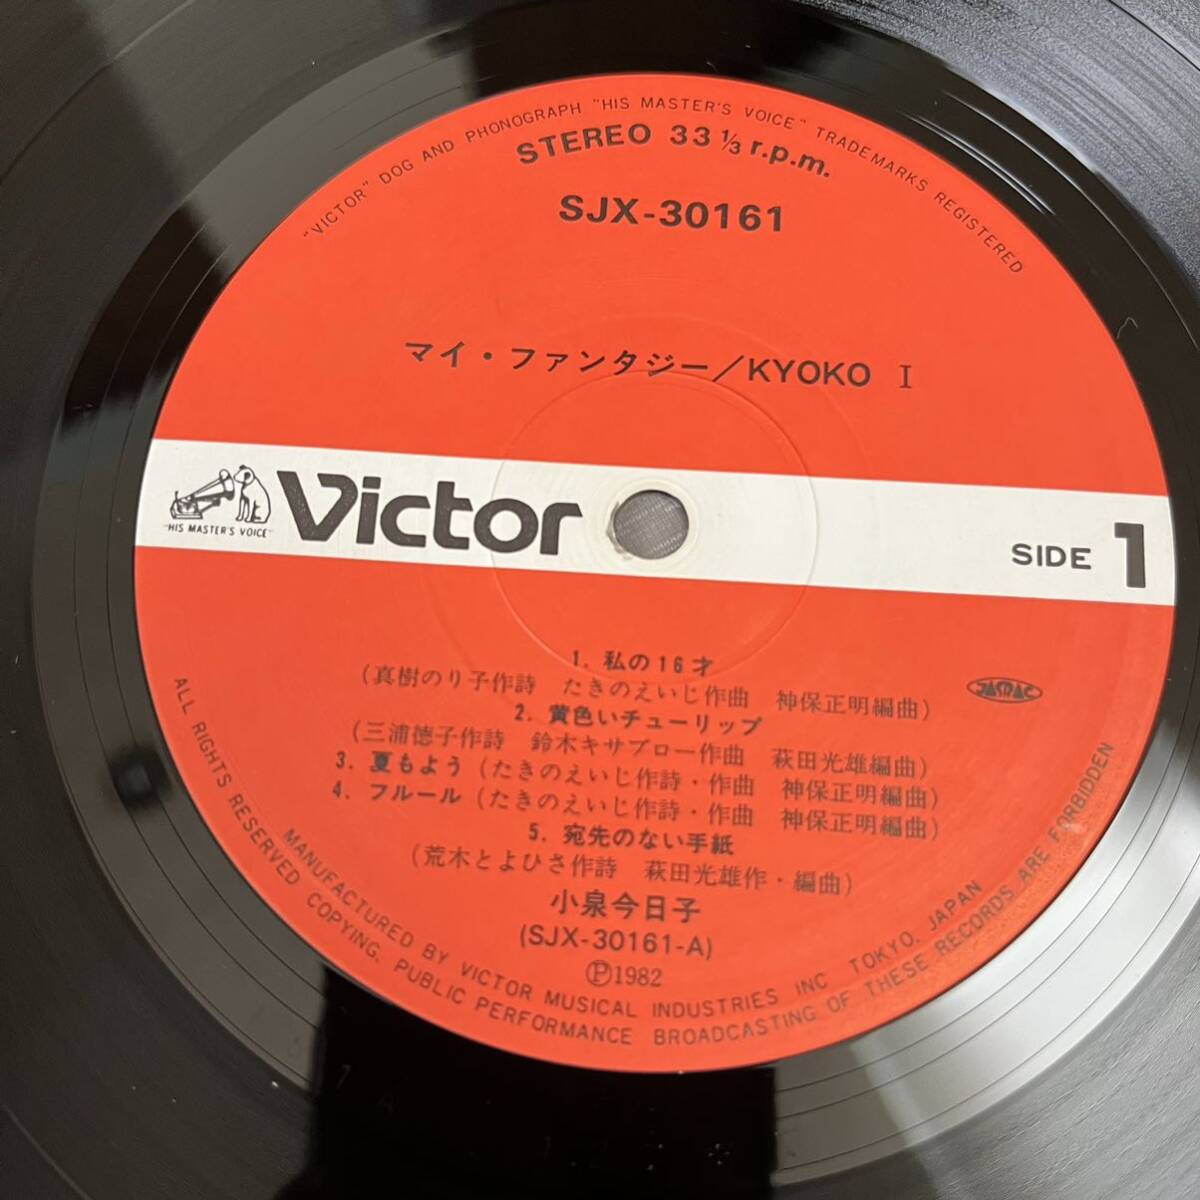 "VICTOR" DOG AND PHONOGRAPH "HIS MASTER'S VOICE" TRADEMARKS REGISTERED
STEREO 33 1/3 r.p.m.
SJX-30161
マイ・ファンタジー/KYOKO Ⅰ
"HIS MASTER'S VOICE"
Victor
SIDE 1
1. 私の16才
(真樹のり子作詩 たきのえいじ作曲 神保正明編曲)
JASRAC
2. 黄色いチューリップ
(三浦徳子作詩 鈴木キサブロー作曲 萩田光雄編曲)
3. 夏もよう (たきのえいじ作詩・作曲 神保正明編曲)
4. フルール (たきのえいじ作詩・作曲 神保正明編曲)
5. 宛先のない手紙
(荒木とよひさ作詩 萩田光雄作・編曲)
小泉今日子
(SJX-30161-A)
Ⓟ1982
MANUFACTURED BY VICTOR MUSICAL INDUSTRIES INC TOKYO, JAPAN
ALL RIGHTS RESERVED COPYING, PUBLIC PERFORMANCE BROADCASTING OF THESE RECORDS ARE FORBIDDEN